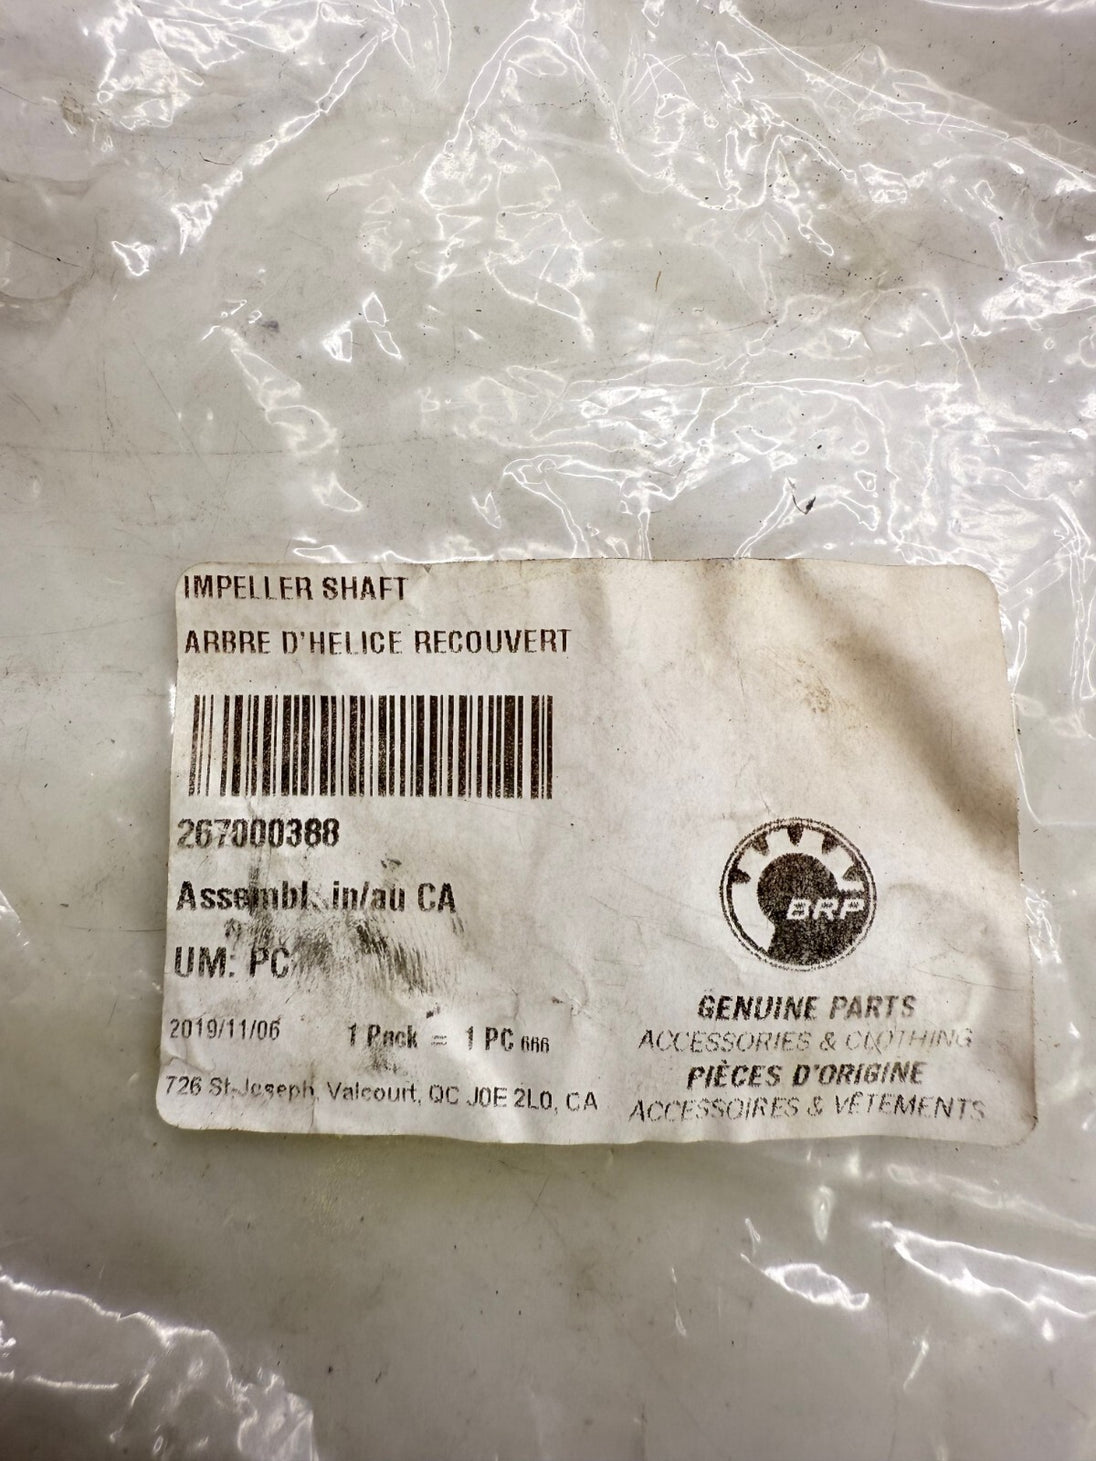 IMPELLER SHAFT
ARBRE D'HELICE RECOUVERT
267000388
Assembl. in/au CA
UM: PC
2019/11/06 1 Pack = 1 PC 666
726 St-Joseph, Valcourt, QC J0E 2L0, CA
BRP
GENUINE PARTS
ACCESSORIES & CLOTHING
PIÈCES D'ORIGINE
ACCESSOIRES & VÊTEMENTS